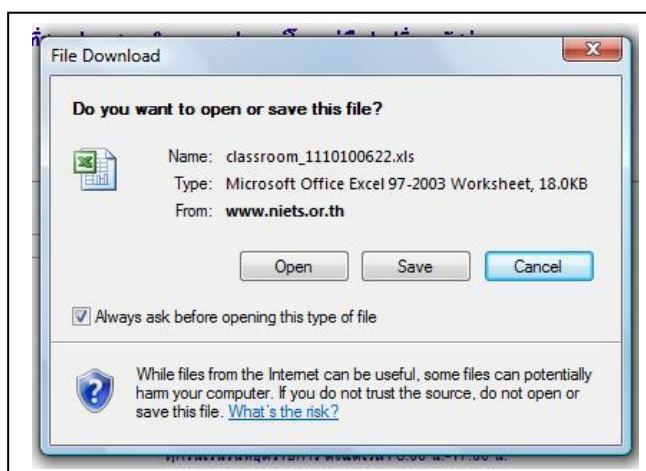 File Download
Do you want to open or save this file?
Name: classroom_1110100622.xls
Type: Microsoft Office Excel 97-2003 Worksheet, 18.0KB
From: www.niets.or.th
Open Save Cancel
Always ask before opening this type of file
While files from the Internet can be useful, some files can potentially
harm your computer. If you do not trust the source, do not open or
save this file. What's the risk?